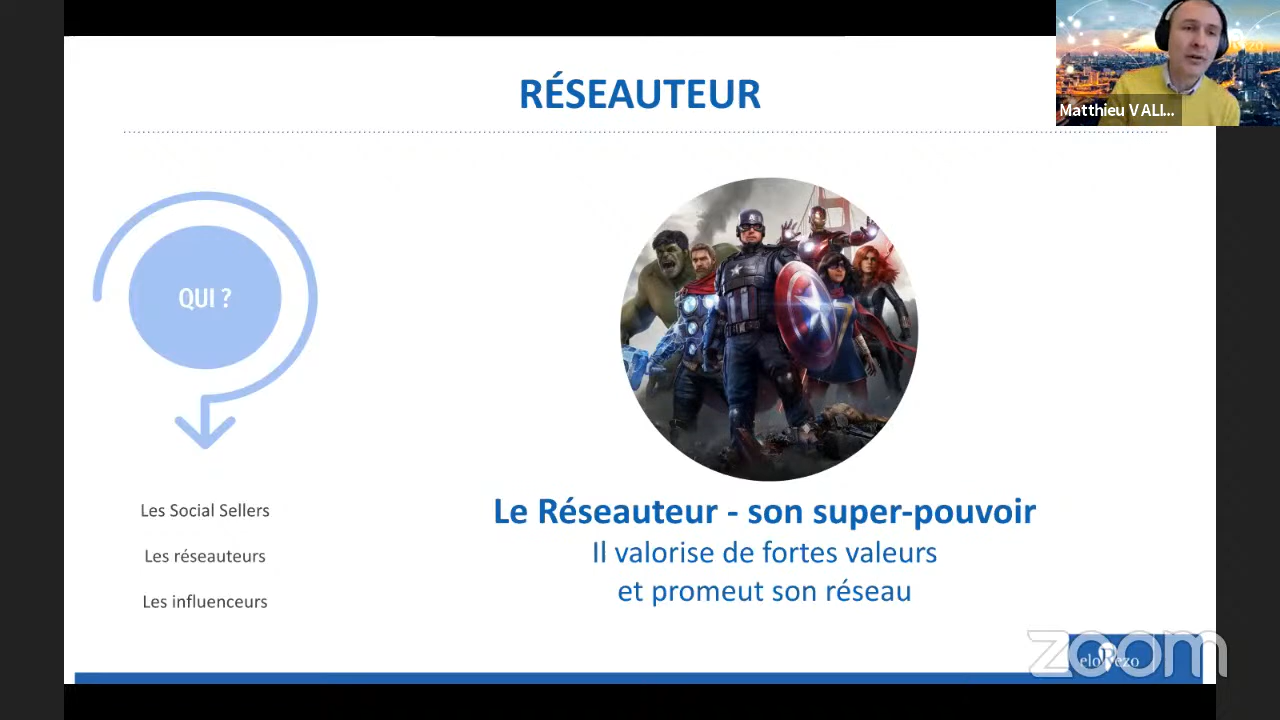 RÉSEAUTEUR
Matthieu VALI...
QUI ?
Les Social Sellers
Les réseauteurs
Les influenceurs
Le Réseauteur - son super-pouvoir
Il valorise de fortes valeurs
et promeut son réseau
zoom
eloRezo